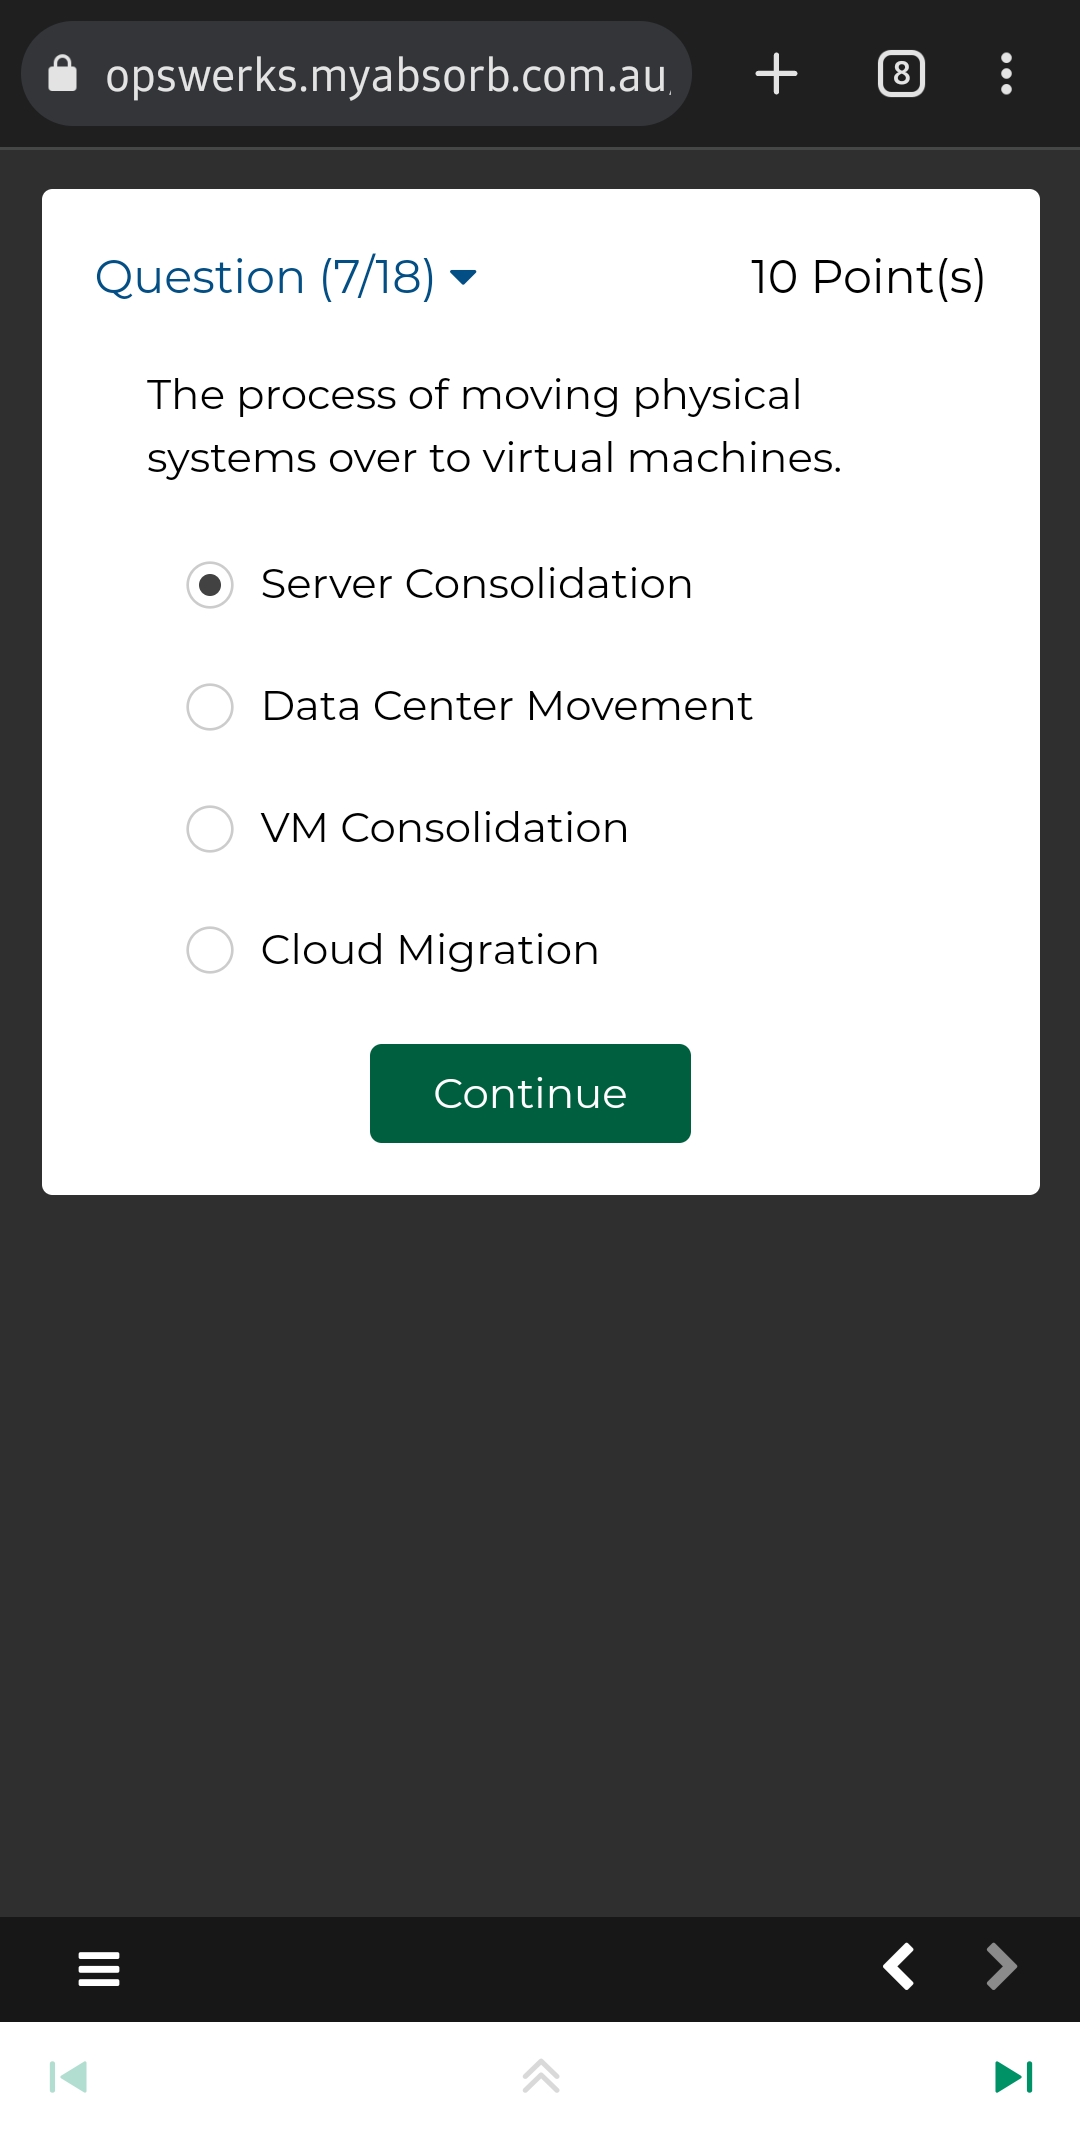 opswerks.myabsorb.com.au
8
Question (7/18)
10 Point(s)
The process of moving physical
systems over to virtual machines.
Server Consolidation
Data Center Movement
VM Consolidation
Cloud Migration
Continue